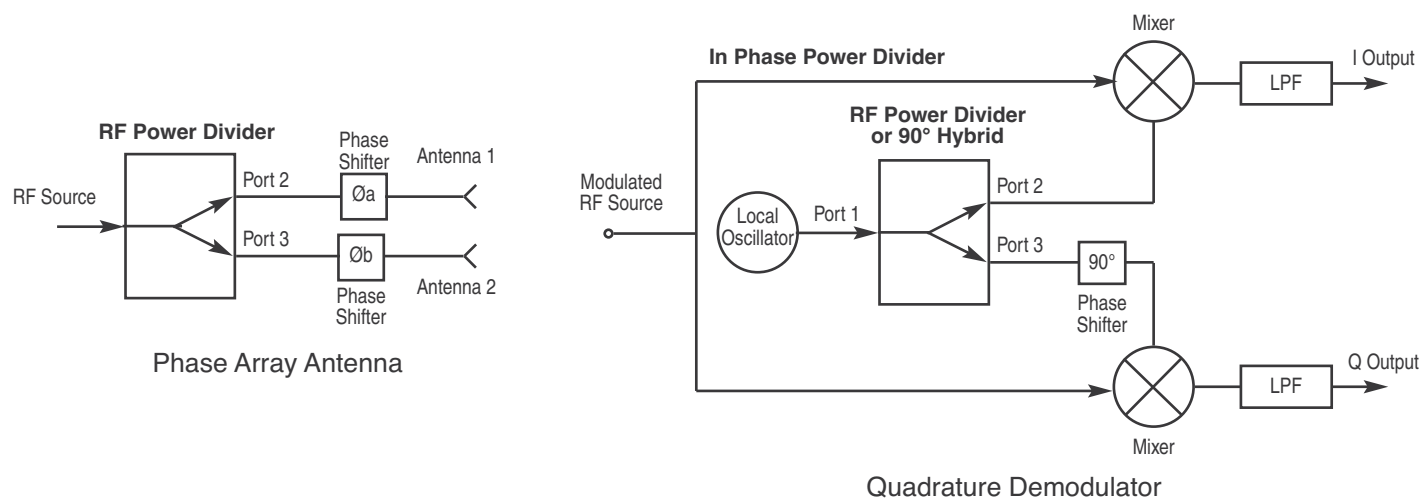 RF Power Divider
RF Source
Port 2
Port 3
Phase
Shifter
Øa
Antenna 1
Øb
Phase
Shifter
Antenna 2
Phase Array Antenna
In Phase Power Divider
Mixer
I Output
LPF
RF Power Divider
or 90° Hybrid
Modulated
RF Source
Local
Oscillator
Port 1
Port 2
Port 3
90°
Phase
Shifter
Q Output
LPF
Mixer
Quadrature Demodulator